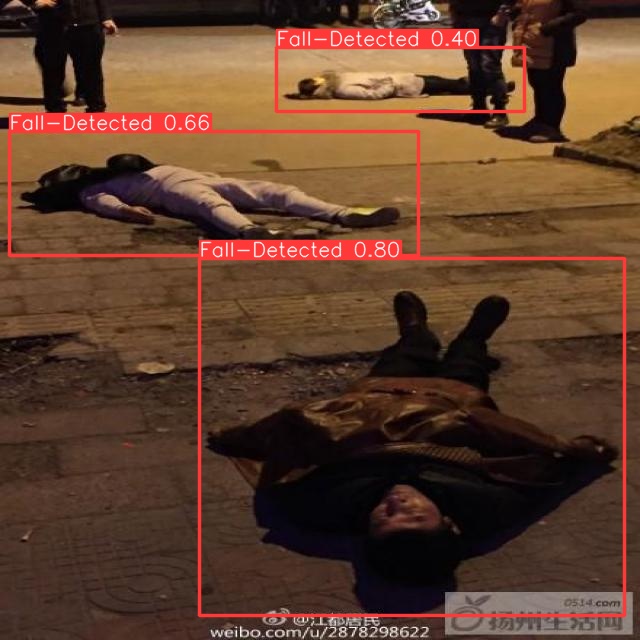 Fall-Detected 0.40
Fall-Detected 0.66
Fall-Detected 0.80
0514.com
扬州生活网
@江都居民
weibo.com/u/2878298622